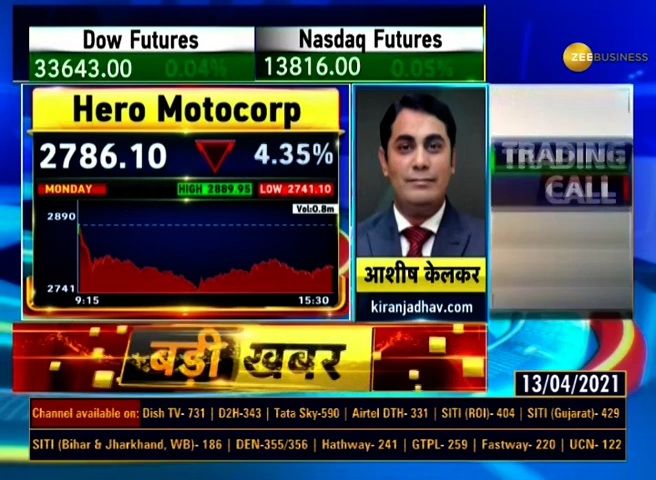 Dow Futures
33643.00 0.04%
Nasdaq Futures
13816.00 0.05%
ZEEBUSINESS
Hero Motocorp
2786.10 4.35%
MONDAY HIGH 2889.95 LOW 2741.10
Vol:0.8m
2890
2741
9:15 15:30
आशीष केलकर
kiranjadhav.com
TRADING
CALL
बड़ी खबर
13/04/2021
Channel available on: Dish TV- 731 | D2H-343 | Tata Sky-590 | Airtel DTH- 331 | SITI (ROI)- 404 | SITI (Gujarat)- 429
SITI (Bihar & Jharkhand, WB)- 186 | DEN-355/356 | Hathway- 241 | GTPL- 259 | Fastway- 220 | UCN- 122